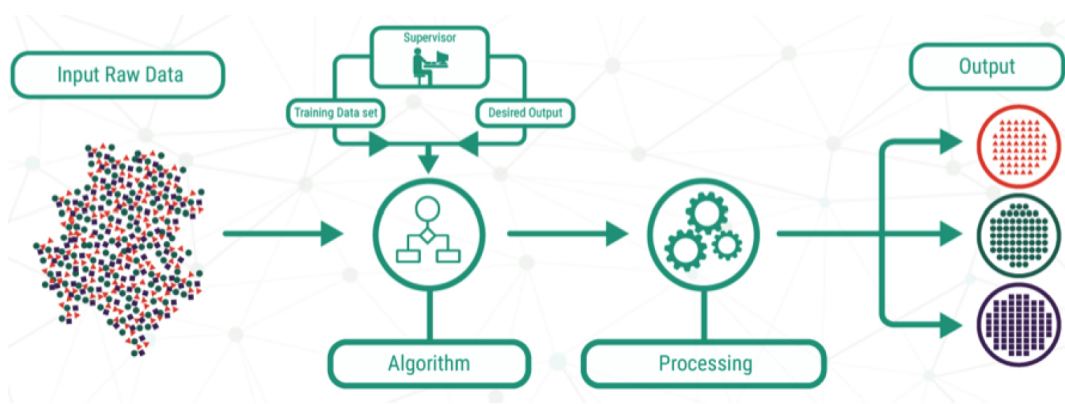 Input Raw Data
Supervisor
Training Data set
Desired Output
Algorithm
Processing
Output